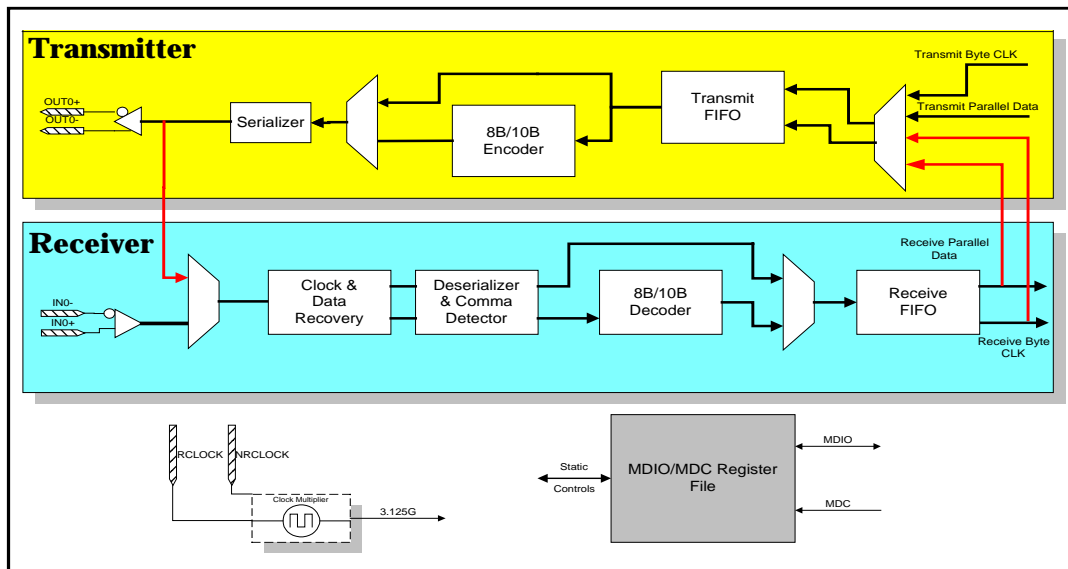 Transmitter
OUT0+
OUT0-
Serializer
8B/10B
Encoder
Transmit
FIFO
Transmit Byte CLK
Transmit Parallel Data
Receiver
IN0-
IN0+
Clock &
Data
Recovery
Deserializer
& Comma
Detector
8B/10B
Decoder
Receive
FIFO
Receive Parallel
Data
Receive Byte
CLK
RCLOCK
NRCLOCK
Clock Multiplier
3.125G
Static
Controls
MDIO/MDC Register
File
MDIO
MDC